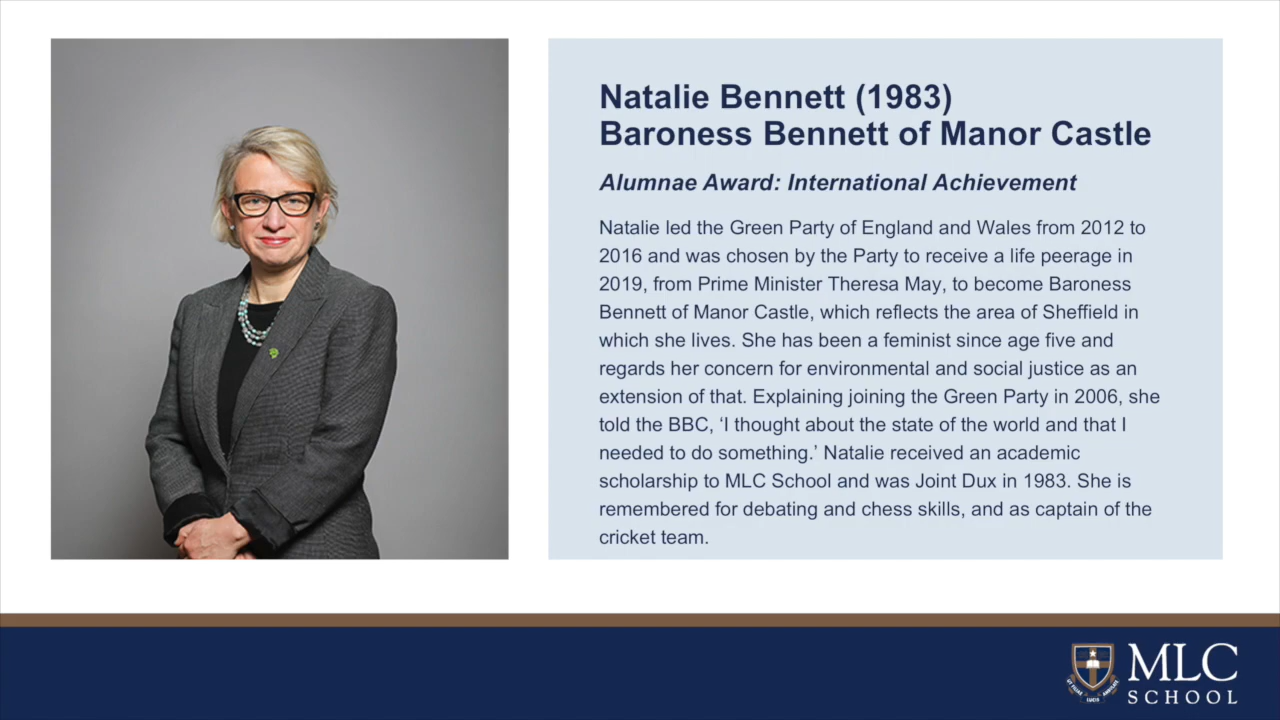 Natalie Bennett (1983)
Baroness Bennett of Manor Castle
Alumnae Award: International Achievement
Natalie led the Green Party of England and Wales from 2012 to
2016 and was chosen by the Party to receive a life peerage in
2019, from Prime Minister Theresa May, to become Baroness
Bennett of Manor Castle, which reflects the area of Sheffield in
which she lives. She has been a feminist since age five and
regards her concern for environmental and social justice as an
extension of that. Explaining joining the Green Party in 2006, she
told the BBC, ‘I thought about the state of the world and that I
needed to do something.’ Natalie received an academic
scholarship to MLC School and was Joint Dux in 1983. She is
remembered for debating and chess skills, and as captain of the
cricket team.
MLC
SCHOOL